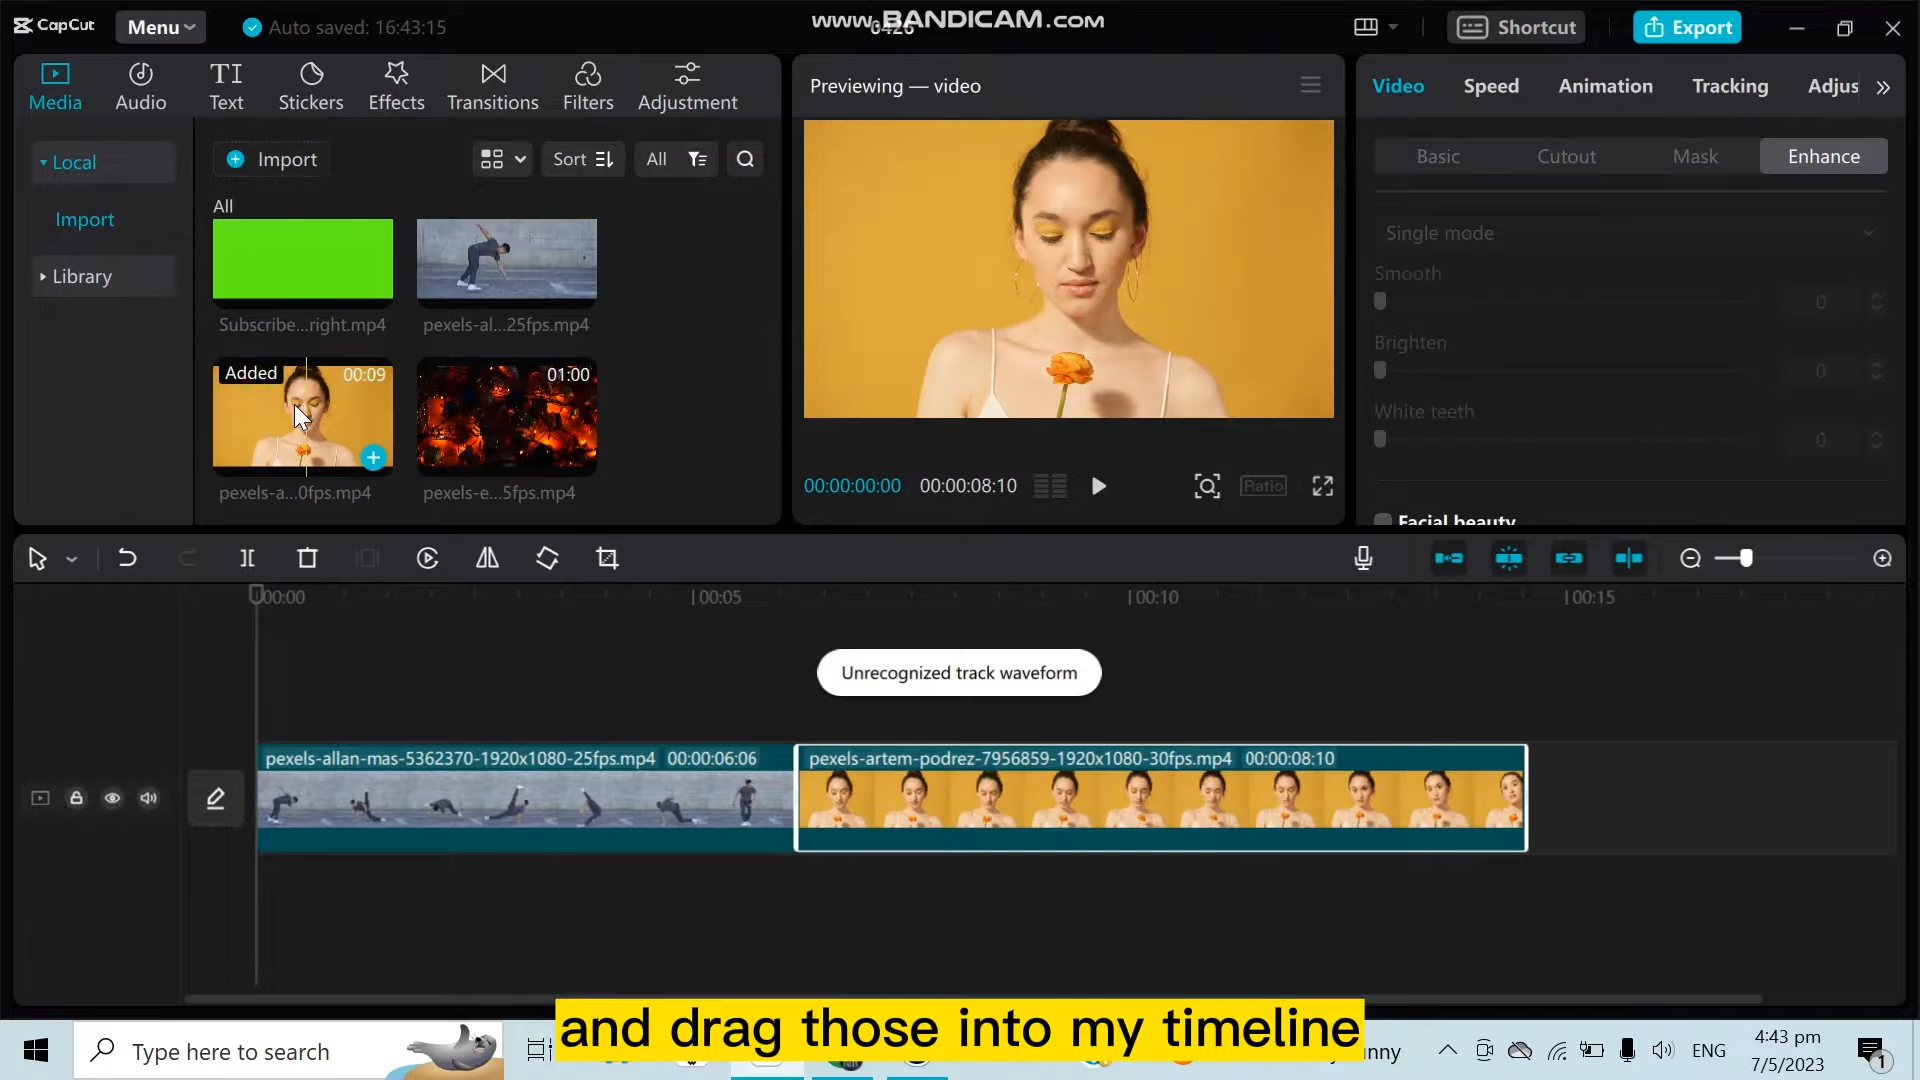 CapCut
Menu
Auto saved: 16:43:15
0426
www.BANDICAM.com
Shortcut
Export
Media
Audio
Text
Stickers
Effects
Transitions
Filters
Adjustment
Local
Import
Library
Import
Sort
All
All
Subscribe...right.mp4
pexels-al...25fps.mp4
Added
00:09
01:00
pexels-a...0fps.mp4
pexels-e...5fps.mp4
Previewing — video
00:00:00:00
00:00:08:10
Ratio
Video
Speed
Animation
Tracking
Adjus
Basic
Cutout
Mask
Enhance
Single mode
Smooth
0
Brighten
0
White teeth
0
Facial beauty
00:00
00:05
00:10
00:15
Unrecognized track waveform
pexels-allan-mas-5362370-1920x1080-25fps.mp4 00:00:06:06
pexels-artem-podrez-7956859-1920x1080-30fps.mp4 00:00:08:10
and drag those into my timeline
Type here to search
ENG
4:43 pm
7/5/2023
1